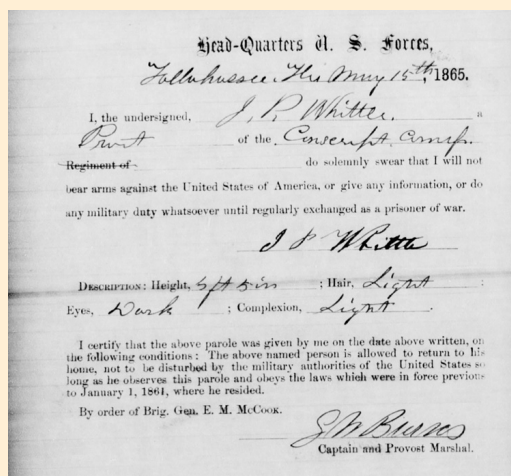 Head-Quarters U. S. Forces,
Tallahassee, Fla May 15th, 1865.
I, the undersigned, J. P. Whittle. a
Privt of the Conscript Camp.
Regiment of do solemnly swear that I will not
bear arms against the United States of America, or give any information, or do
any military duty whatsoever until regularly exchanged as a prisoner of war.
J P Whittle
DESCRIPTION: Height, 5 ft 5 in ; Hair, Light ;
Eyes, Dark ; Complexion, Light .
I certify that the above parole was given by me on the date above written, on
the following conditions: The above named person is allowed to return to his
home, not to be disturbed by the military authorities of the United States so
long as he observes this parole and obeys the laws which were in force previous
to January 1, 1861, where he resided.
By order of Brig. Gen. E. M. McCook.
Captain and Provost Marshal.